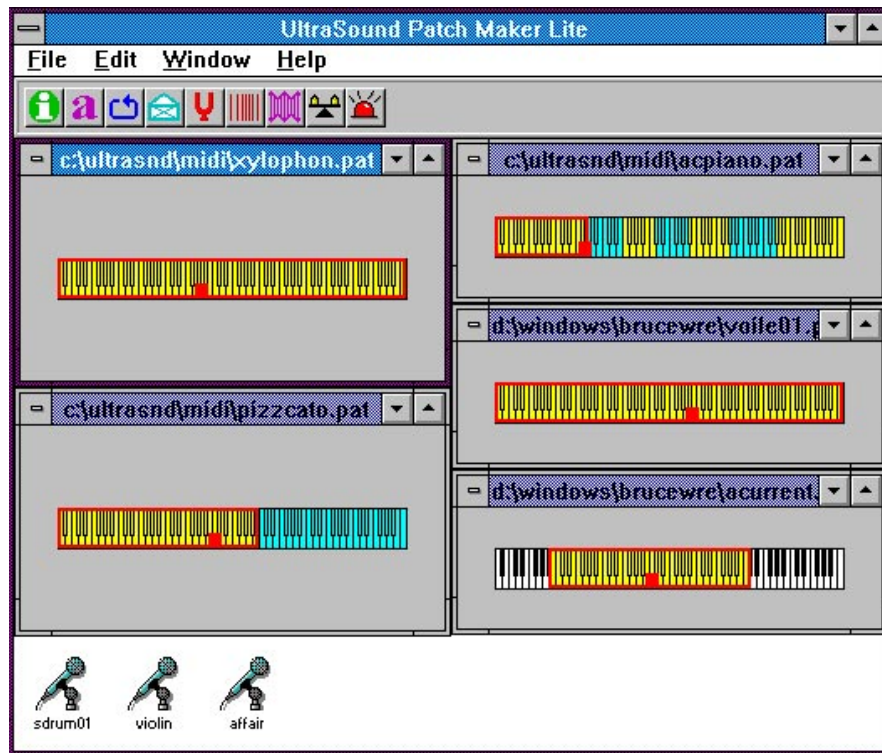 UltraSound Patch Maker Lite
File Edit Window Help
i a
c:\ultrasnd\midi\xylophon.pat
c:\ultrasnd\midi\acpiano.pat
d:\windows\brucewre\voile01.p
c:\ultrasnd\midi\pizzcato.pat
d:\windows\brucewre\acurrent.
sdrum01 violin affair